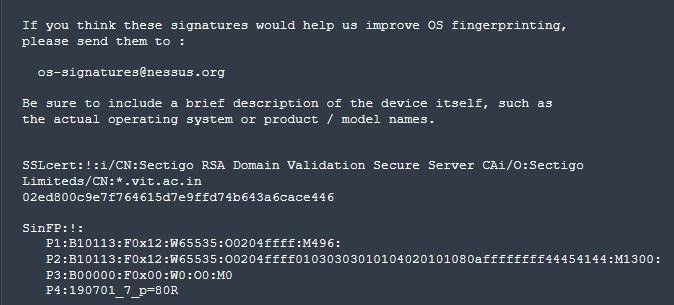 If you think these signatures would help us improve OS fingerprinting,
please send them to :
os-signatures@nessus.org
Be sure to include a brief description of the device itself, such as
the actual operating system or product / model names.
SSLcert:!:i/CN:Sectigo RSA Domain Validation Secure Server CAi/O:Sectigo
Limiteds/CN:*.vit.ac.in
02ed800c9e7f764615d7e9ffd74b643a6cace446
SinFP:!:
P1:B10113:F0x12:W65535:O0204ffff:M496:
P2:B10113:F0x12:W65535:O0204ffff01030303010104020101080affffffff44454144:M1300:
P3:B00000:F0x00:W0:O0:M0
P4:190701_7_p=80R